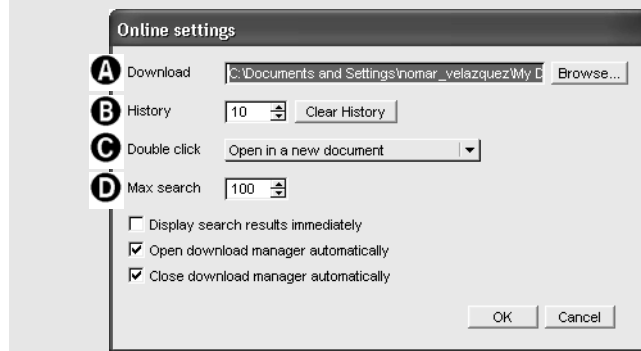 Online settings
A Download C:\Documents and Settings\nomar_velazquez\My D Browse...
B History 10 Clear History
C Double click Open in a new document
D Max search 100
Display search results immediately
Open download manager automatically
Close download manager automatically
OK Cancel